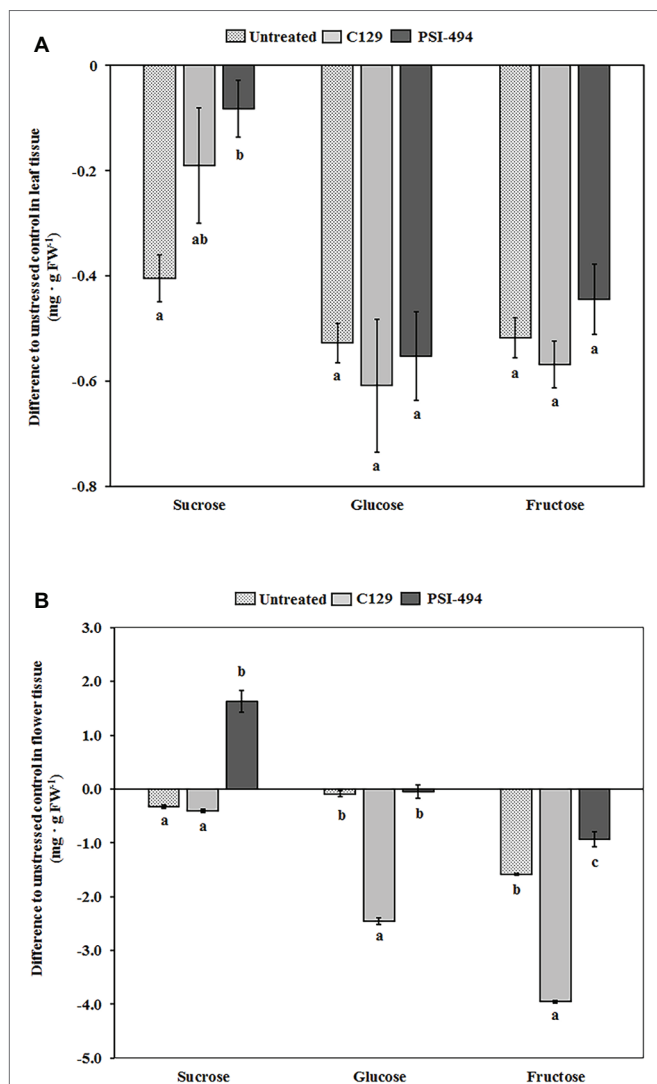 A
Untreated C129 PSI-494
Difference to unstressed control in leaf tissue
(mg · g FW-1)
0
-0.2
-0.4
-0.6
-0.8
a
ab
b
a
a
a
a
a
a
Sucrose Glucose Fructose
B
Untreated C129 PSI-494
Difference to unstressed control in flower tissue
(mg · g FW-1)
3.0
2.0
1.0
0.0
-1.0
-2.0
-3.0
-4.0
-5.0
a
a
b
b
a
b
b
a
c
Sucrose Glucose Fructose